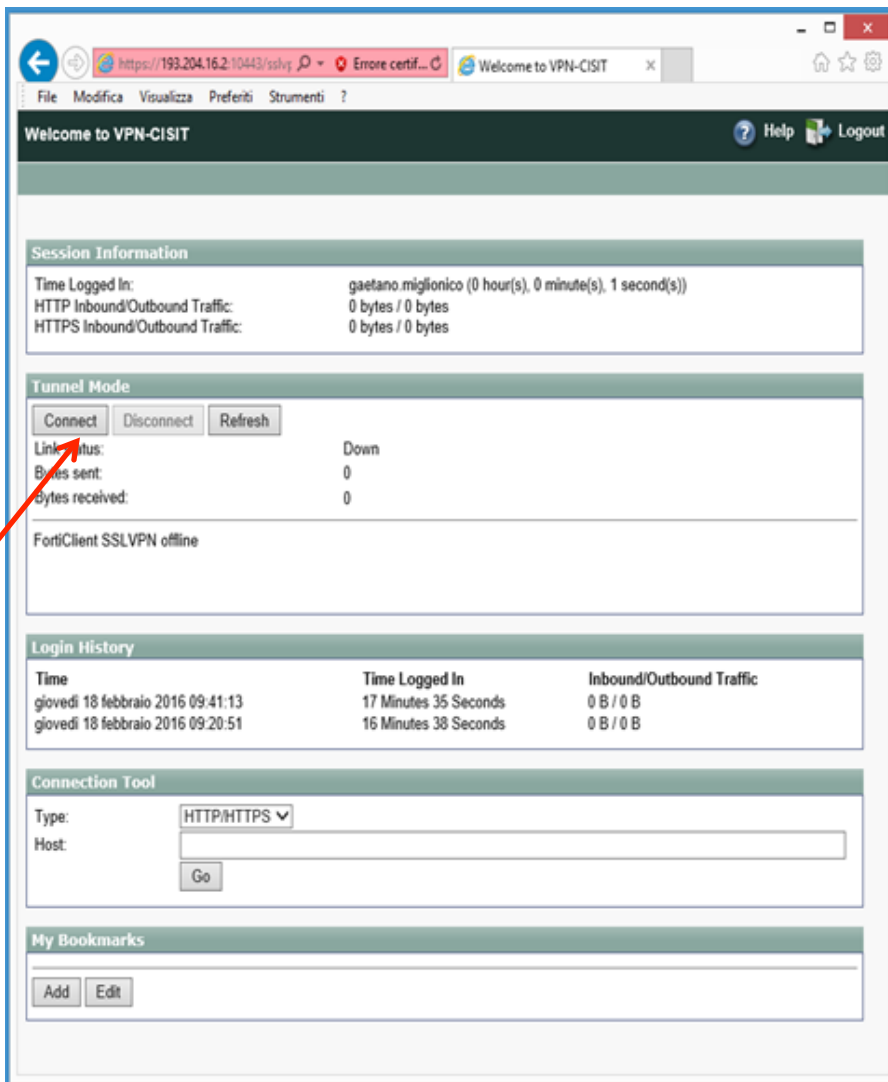 https://193.204.16.2:10443/sslvp
Errore certif...
Welcome to VPN-CISIT
File Modifica Visualizza Preferiti Strumenti ?
Welcome to VPN-CISIT
? Help Logout
Session Information
Time Logged In: gaetano.miglionico (0 hour(s), 0 minute(s), 1 second(s))
HTTP Inbound/Outbound Traffic: 0 bytes / 0 bytes
HTTPS Inbound/Outbound Traffic: 0 bytes / 0 bytes
Tunnel Mode
Connect Disconnect Refresh
Link Status: Down
Bytes sent: 0
Bytes received: 0
FortiClient SSLVPN offline
Login History
Time Time Logged In Inbound/Outbound Traffic
giovedì 18 febbraio 2016 09:41:13 17 Minutes 35 Seconds 0 B / 0 B
giovedì 18 febbraio 2016 09:20:51 16 Minutes 38 Seconds 0 B / 0 B
Connection Tool
Type: HTTP/HTTPS
Host:
Go
My Bookmarks
Add Edit